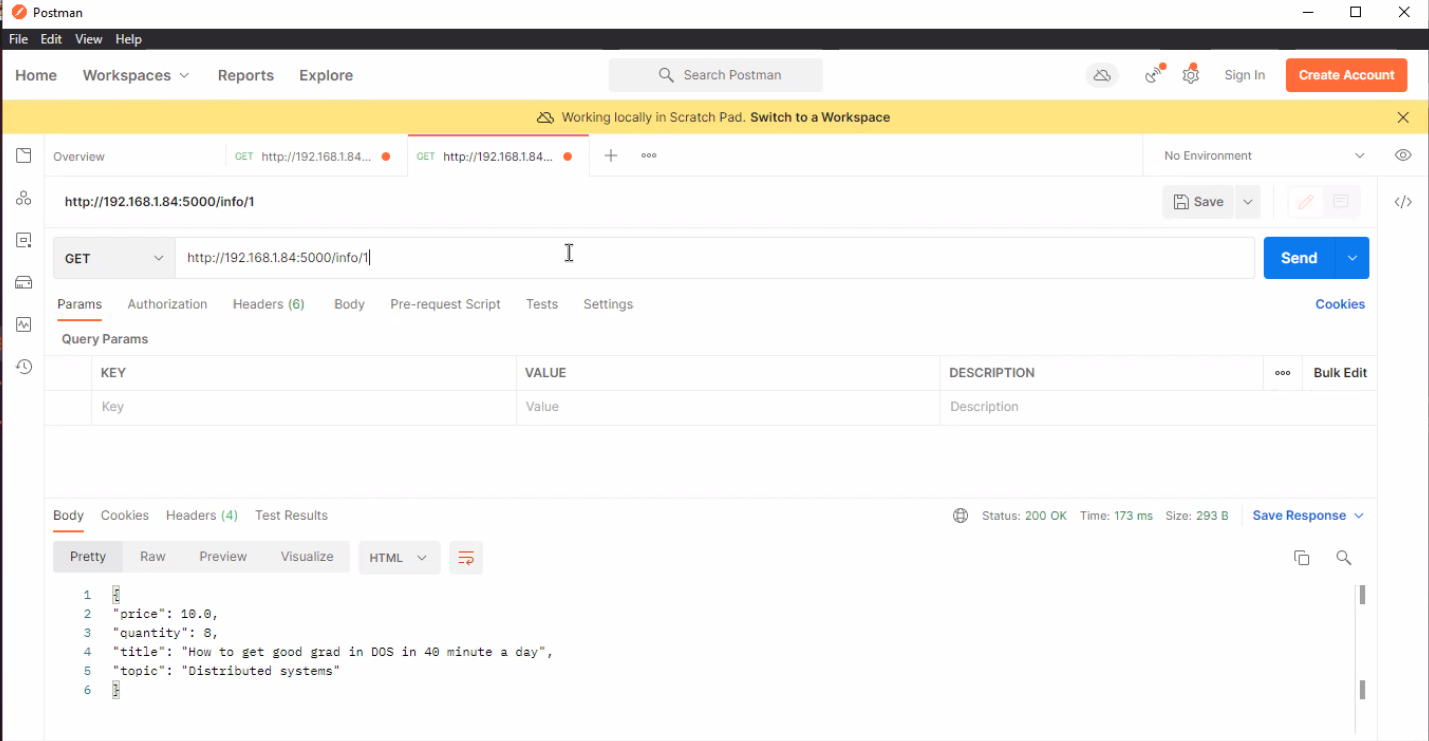 Postman
File Edit View Help
Home Workspaces Reports Explore Search Postman Sign In Create Account
Working locally in Scratch Pad. Switch to a Workspace
Overview GET http://192.168.1.84... GET http://192.168.1.84... No Environment
http://192.168.1.84:5000/info/1 Save
GET http://192.168.1.84:5000/info/1 Send
Params Authorization Headers (6) Body Pre-request Script Tests Settings Cookies
Query Params
KEY VALUE DESCRIPTION Bulk Edit
Key Value Description
Body Cookies Headers (4) Test Results Status: 200 OK Time: 173 ms Size: 293 B Save Response
Pretty Raw Preview Visualize HTML
1 {
2 "price": 10.0,
3 "quantity": 8,
4 "title": "How to get good grad in DOS in 40 minute a day",
5 "topic": "Distributed systems"
6 }